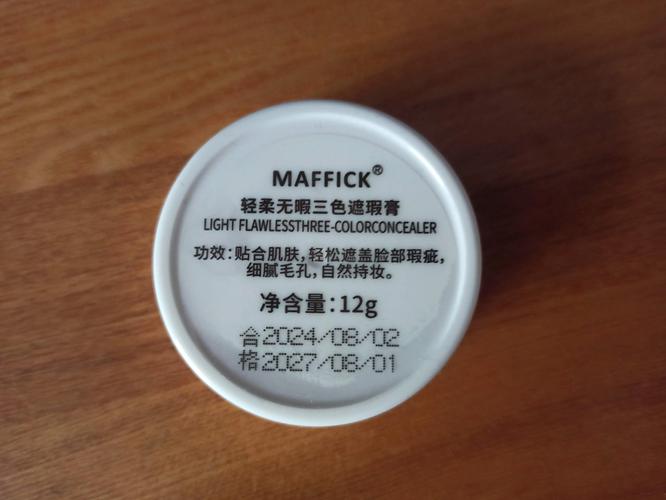 MAFFICK®
轻柔无暇三色遮瑕膏
LIGHT FLAWLESSTHREE-COLORCONCEALER
功效:贴合肌肤,轻松遮盖脸部瑕疵,
细腻毛孔,自然持妆。
净含量:12g
合2024/08/02
格2027/08/01